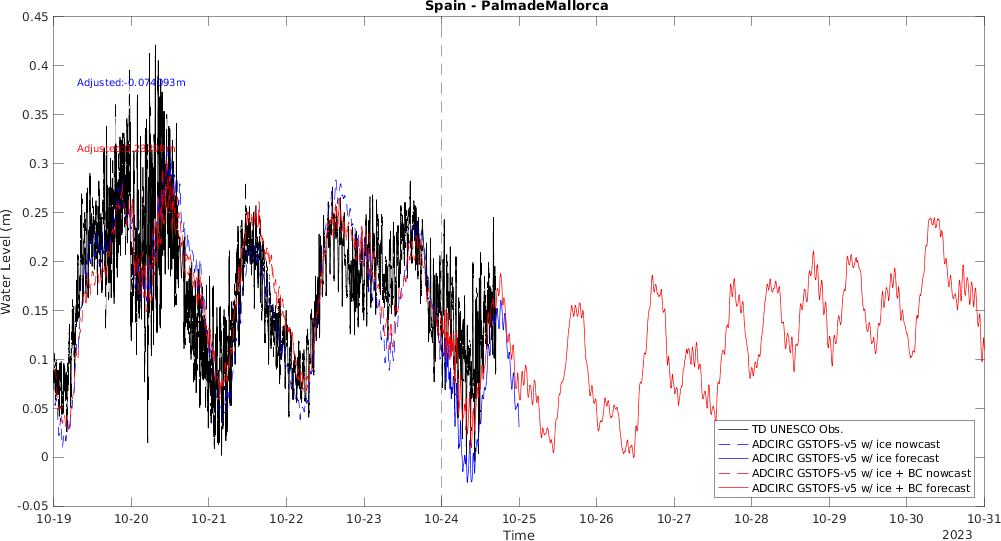 Spain - PalmadeMallorca
0.45
0.4
0.35
0.3
0.25
0.2
0.15
0.1
0.05
0
-0.05
Water Level (m)
Adjusted:-0.074093m
Adjusted:
10-19
10-20
10-21
10-22
10-23
10-24
10-25
10-26
10-27
10-28
10-29
10-30
10-31
Time
2023
TD UNESCO Obs.
ADCIRC GSTOFS-v5 w/ ice nowcast
ADCIRC GSTOFS-v5 w/ ice forecast
ADCIRC GSTOFS-v5 w/ ice + BC nowcast
ADCIRC GSTOFS-v5 w/ ice + BC forecast